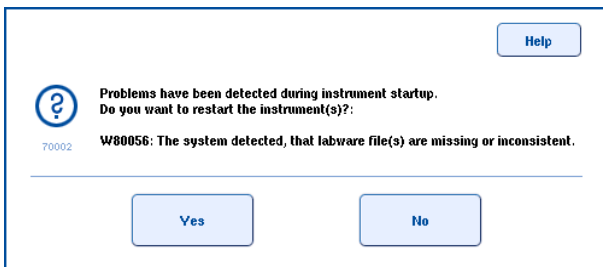 Help
Problems have been detected during instrument startup.
Do you want to restart the instrument(s)?:
70002
W80056: The system detected, that labware file(s) are missing or inconsistent.
Yes
No